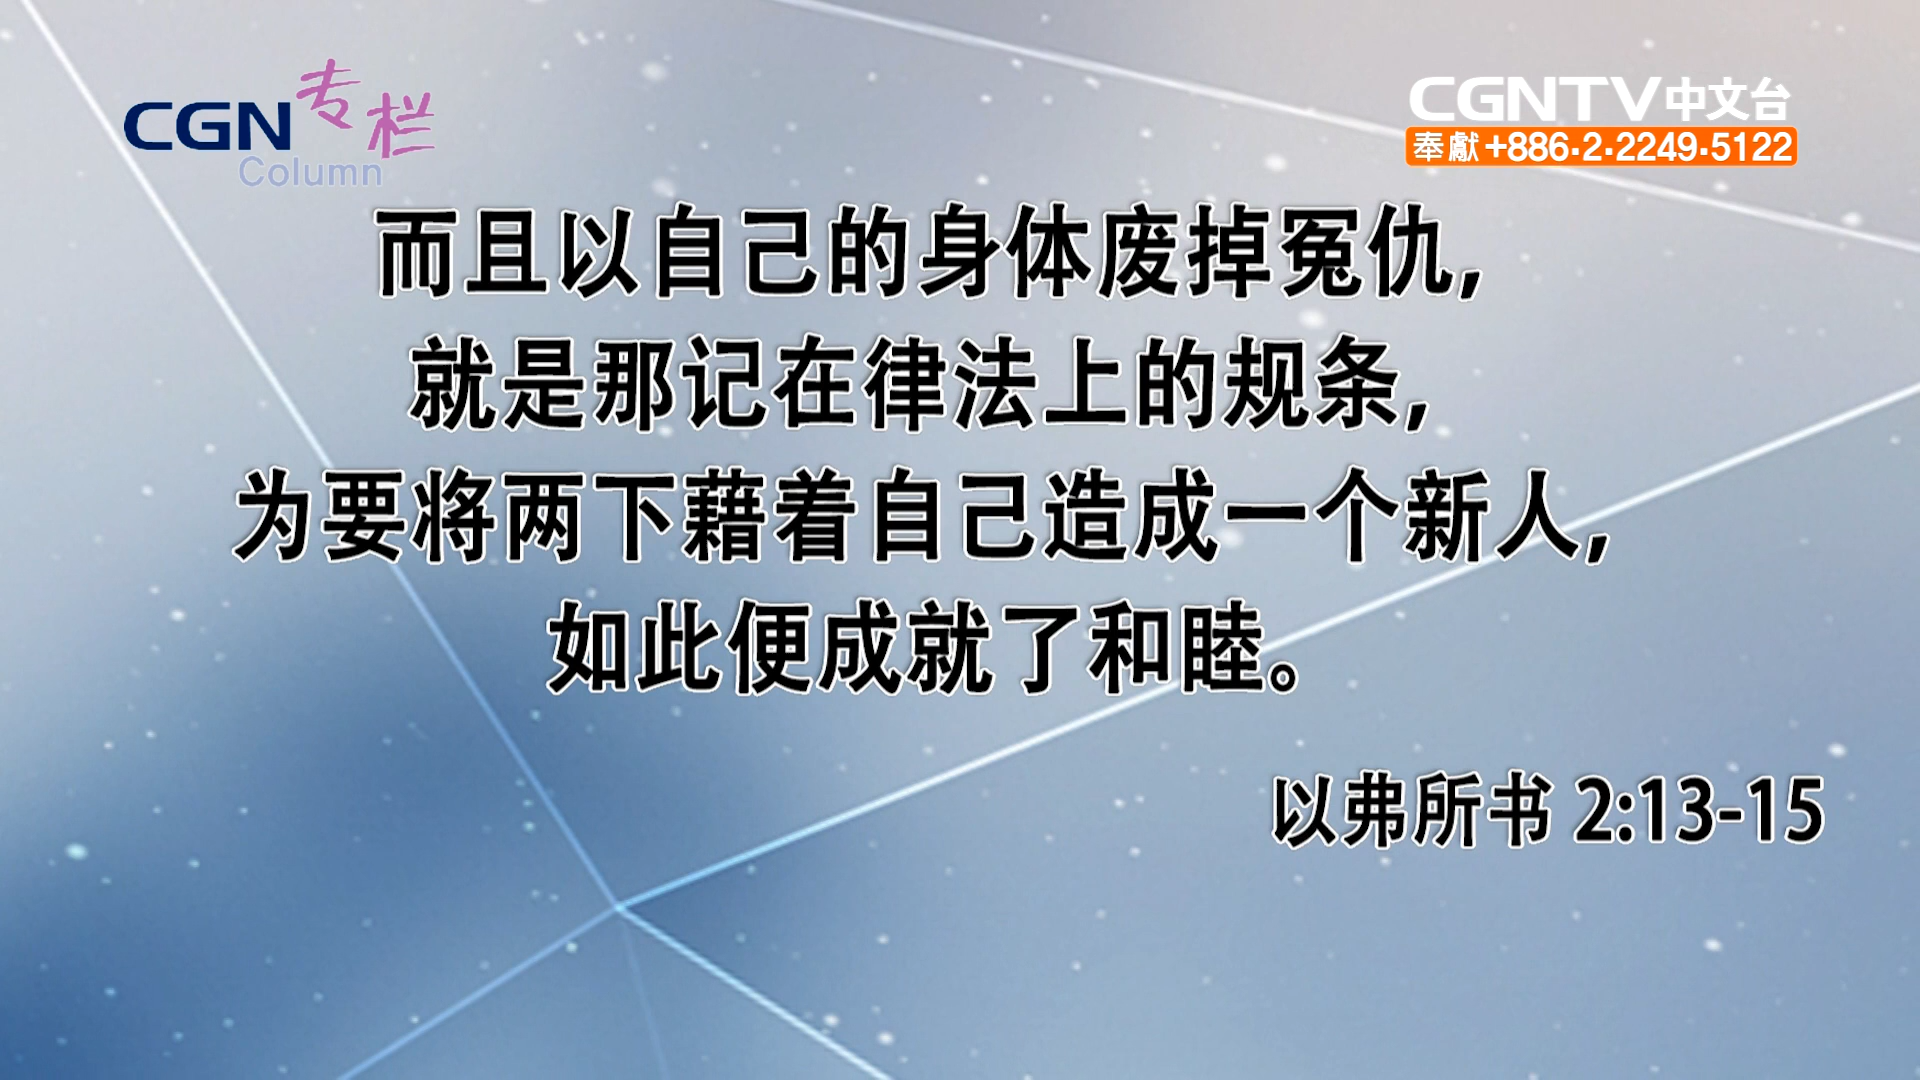 CGN专栏
Column
CGNTV中文台
奉獻+886·2·2249·5122
而且以自己的身体废掉冤仇,
就是那记在律法上的规条,
为要将两下藉着自己造成一个新人,
如此便成就了和睦。
以弗所书 2:13-15